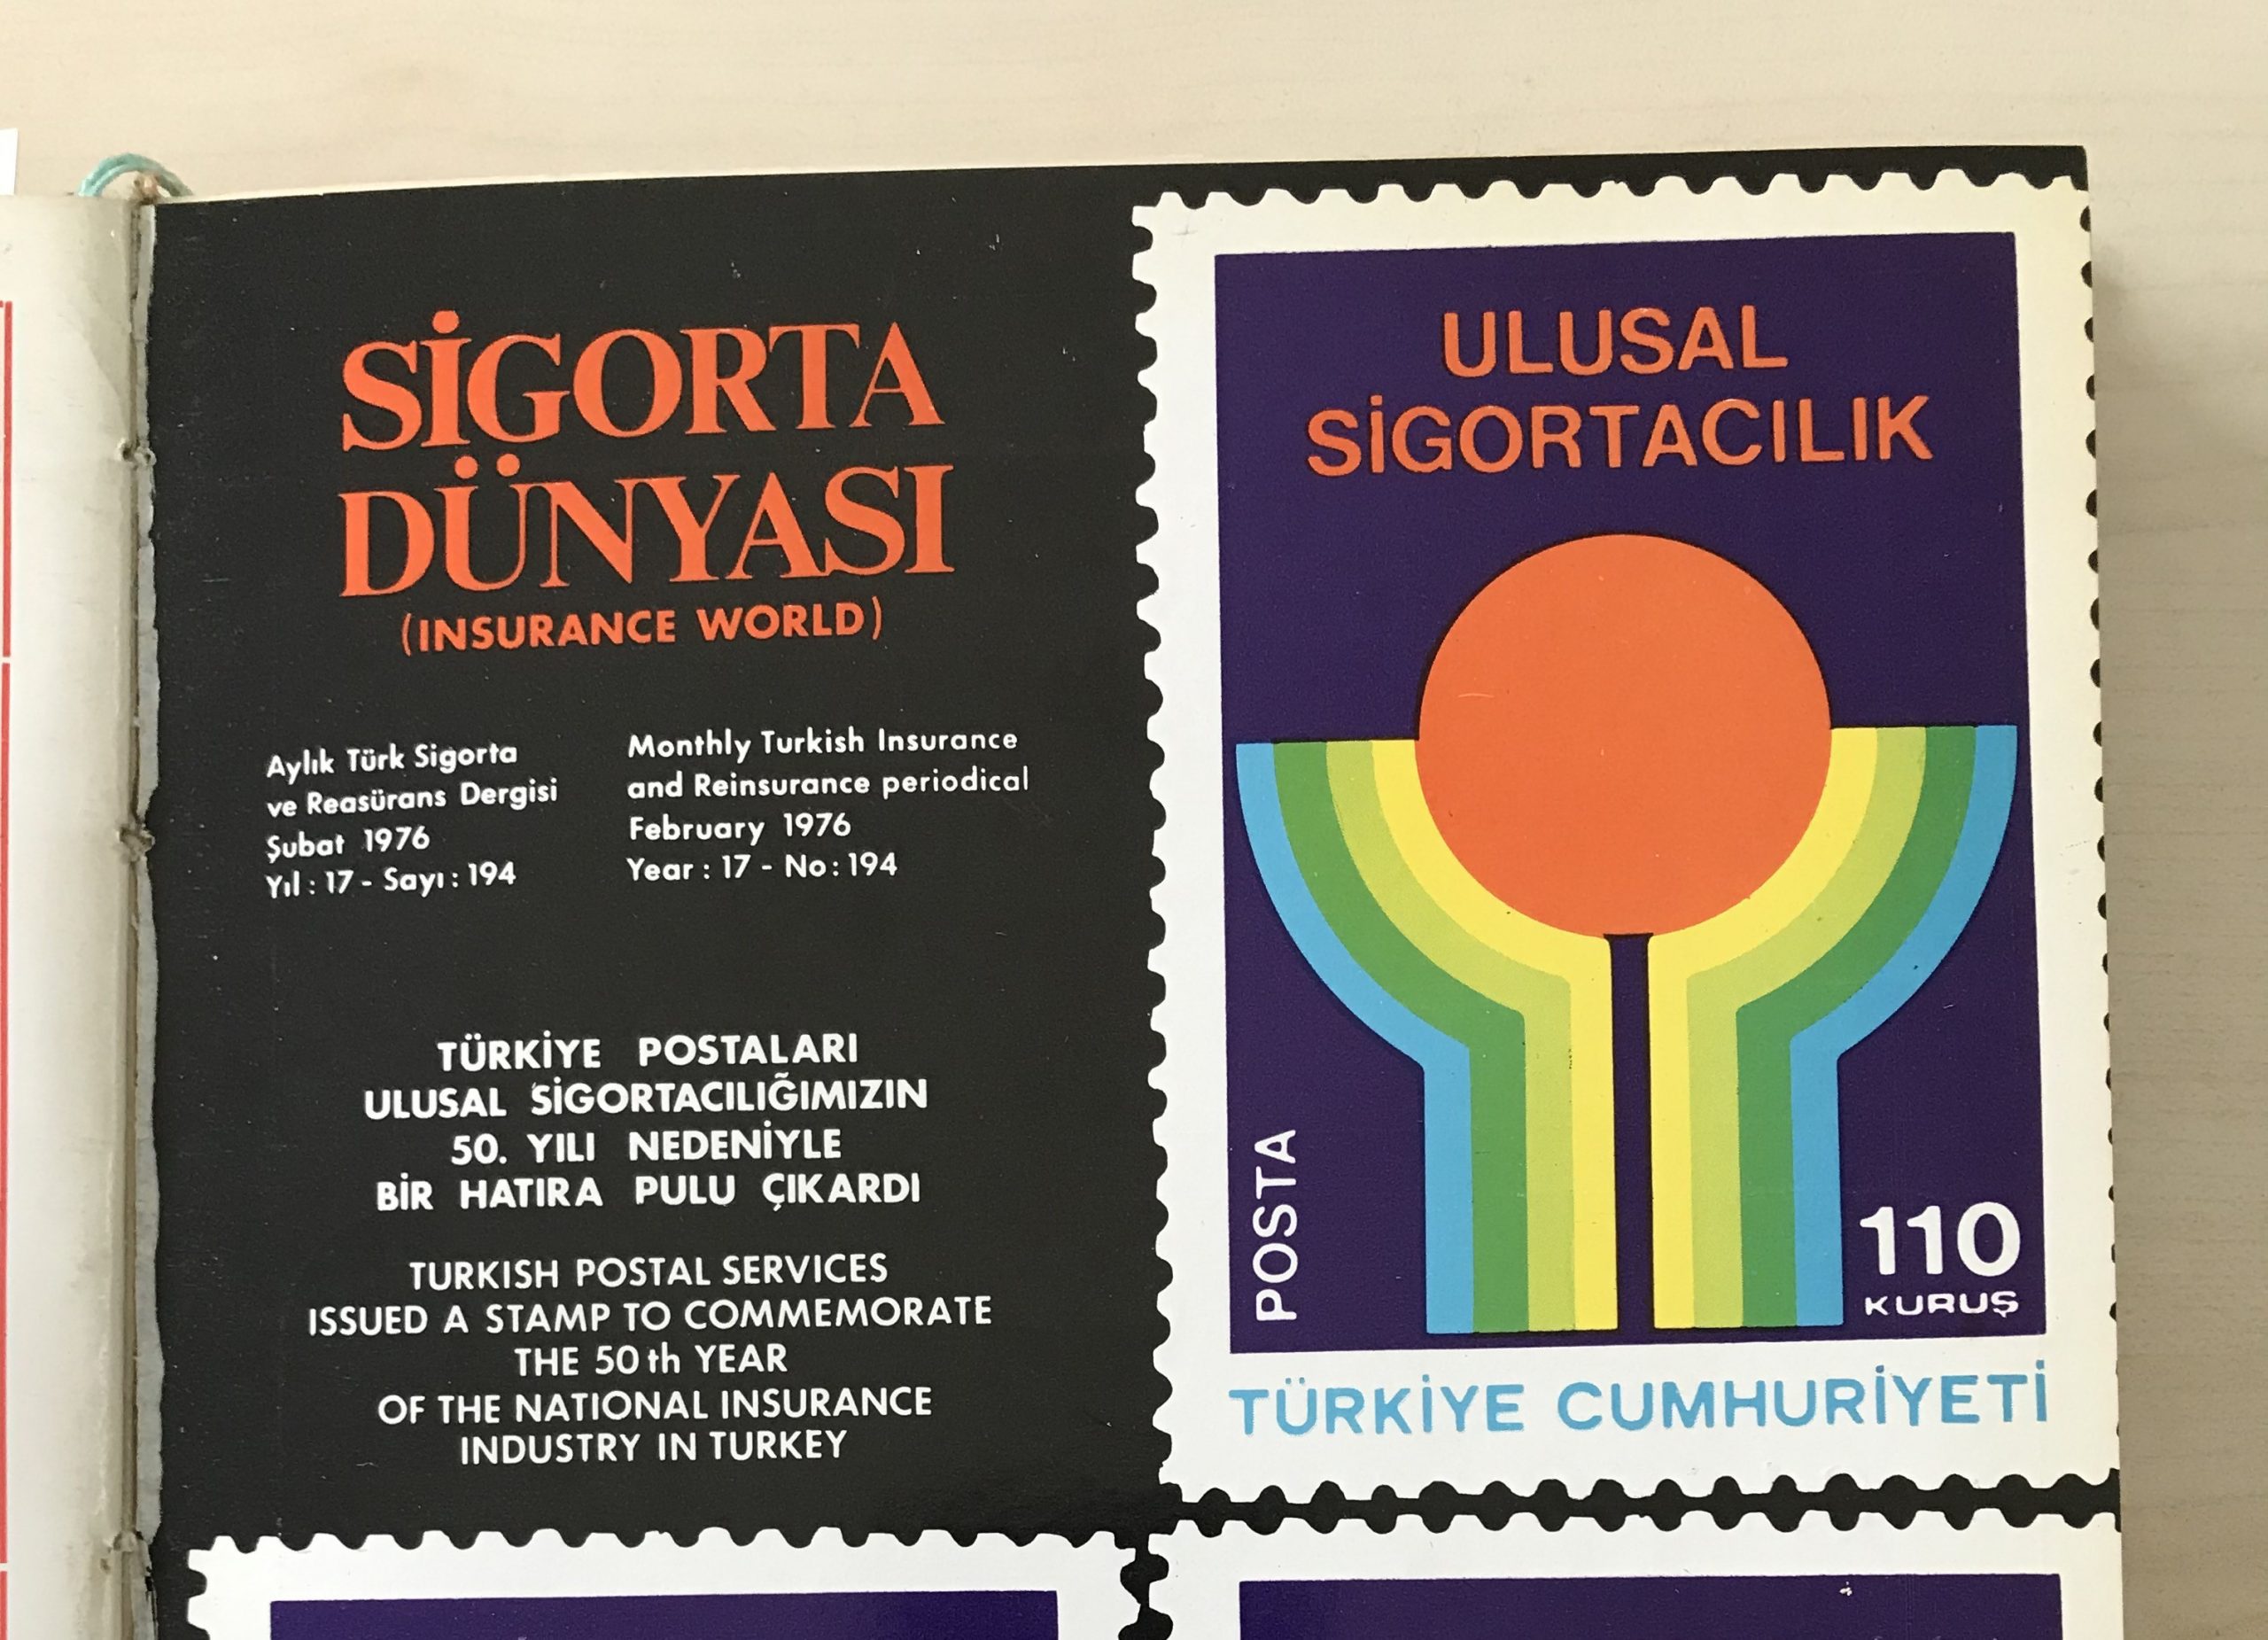 SİGORTA
DÜNYASI
(INSURANCE WORLD)
Aylık Türk Sigorta
ve Reasürans Dergisi
Şubat 1976
Yıl : 17 - Sayı : 194
Monthly Turkish Insurance
and Reinsurance periodical
February 1976
Year : 17 - No : 194
TÜRKİYE POSTALARI
ULUSAL SİGORTACILIĞIMIZIN
50. YILI NEDENİYLE
BİR HATIRA PULU ÇIKARDI
TURKISH POSTAL SERVICES
ISSUED A STAMP TO COMMEMORATE
THE 50 th YEAR
OF THE NATIONAL INSURANCE
INDUSTRY IN TURKEY
ULUSAL
SİGORTACILIK
POSTA
110
KURUŞ
TÜRKİYE CUMHURİYETİ